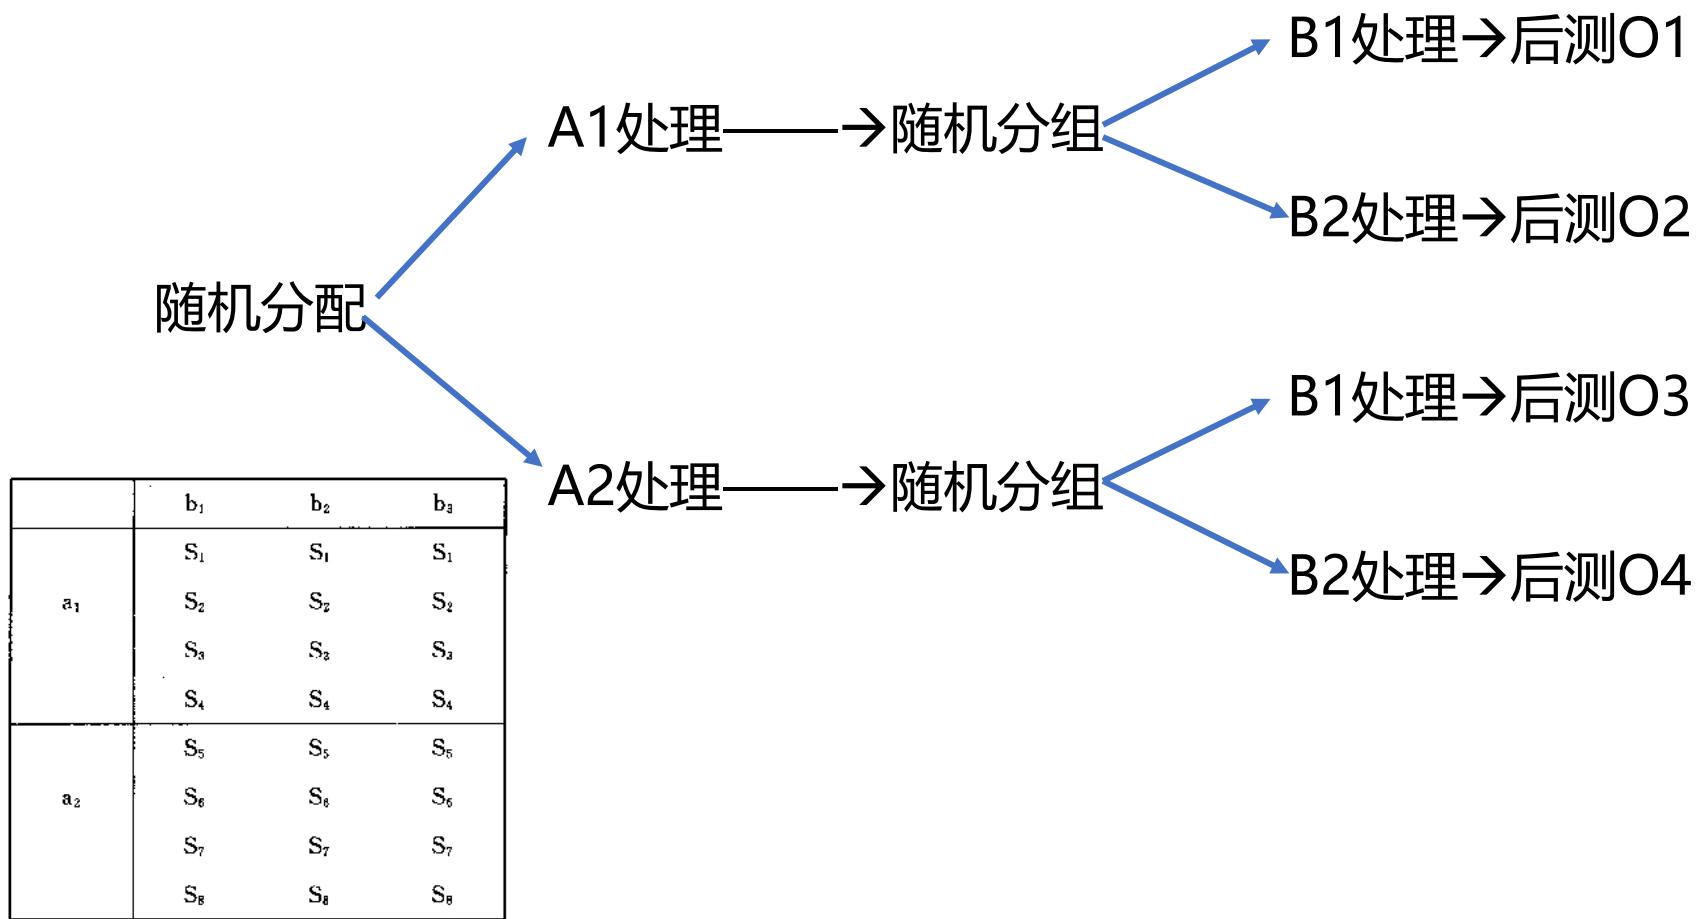 B1处理→后测O1
A1处理——→随机分组
B2处理→后测O2
随机分配
B1处理→后测O3
A2处理——→随机分组
B2处理→后测O4
b₁ b₂ b₃
S₁ S₁ S₁
a₁ S₂ S₂ S₂
S₃ S₃ S₃
S₄ S₄ S₄
S₅ S₅ S₅
a₂ S₆ S₆ S₆
S₇ S₇ S₇
S₈ S₈ S₈